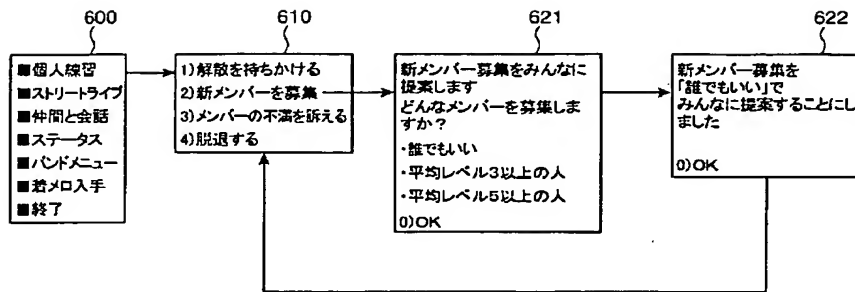 600
■個人練習
■ストリートライブ
■仲間と会話
■ステータス
■バンドメニュー
■着メロ入手
■終了
610
1)解散を持ちかける
2)新メンバーを募集
3)メンバーの不満を訴える
4)脱退する
621
新メンバー募集をみんなに
提案します
どんなメンバーを募集しま
すか?
・誰でもいい
・平均レベル3以上の人
・平均レベル5以上の人
0)OK
622
新メンバー募集を
「誰でもいい」で
みんなに提案することにし
ました
0)OK